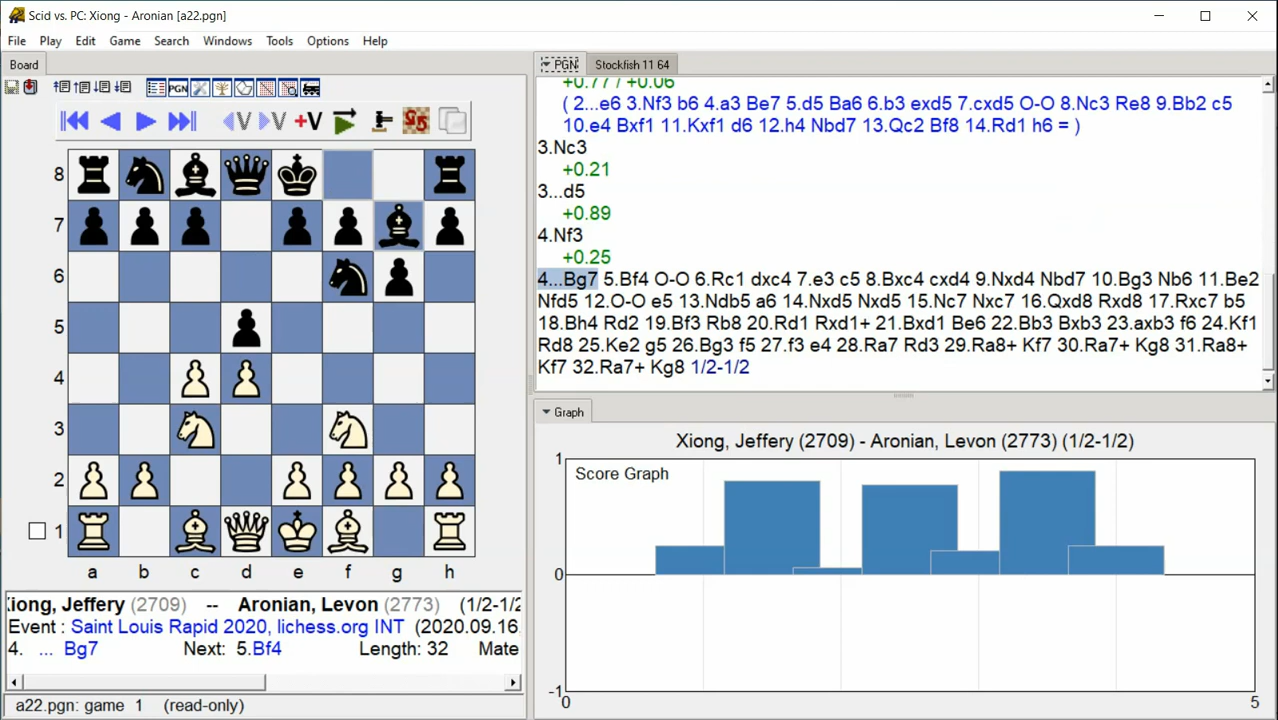 Scid vs. PC: Xiong - Aronian [a22.pgn]
File Play Edit Game Search Windows Tools Options Help
Board
PGN
V V +V
8
7
6
5
4
3
2
1
a b c d e f g h
Xiong, Jeffery (2709) -- Aronian, Levon (2773) (1/2-1/2
Event : Saint Louis Rapid 2020, lichess.org INT (2020.09.16
4. ... Bg7 Next: 5.Bf4 Length: 32 Mate
a22.pgn: game 1 (read-only)
PGN Stockfish 11 64
+0.77 / +0.06
( 2...e6 3.Nf3 b6 4.a3 Be7 5.d5 Ba6 6.b3 exd5 7.cxd5 O-O 8.Nc3 Re8 9.Bb2 c5
10.e4 Bxf1 11.Kxf1 d6 12.h4 Nbd7 13.Qc2 Bf8 14.Rd1 h6 = )
3.Nc3
+0.21
3...d5
+0.89
4.Nf3
+0.25
4...Bg7 5.Bf4 O-O 6.Rc1 dxc4 7.e3 c5 8.Bxc4 cxd4 9.Nxd4 Nbd7 10.Bg3 Nb6 11.Be2
Nfd5 12.O-O e5 13.Ndb5 a6 14.Nxd5 Nxd5 15.Nc7 Nxc7 16.Qxd8 Rxd8 17.Rxc7 b5
18.Bh4 Rd2 19.Bf3 Rb8 20.Rd1 Rxd1+ 21.Bxd1 Be6 22.Bb3 Bxb3 23.axb3 f6 24.Kf1
Rd8 25.Ke2 g5 26.Bg3 f5 27.f3 e4 28.Ra7 Rd3 29.Ra8+ Kf7 30.Ra7+ Kg8 31.Ra8+
Kf7 32.Ra7+ Kg8 1/2-1/2
Graph
Xiong, Jeffery (2709) - Aronian, Levon (2773) (1/2-1/2)
Score Graph
1
0
-1
0 5